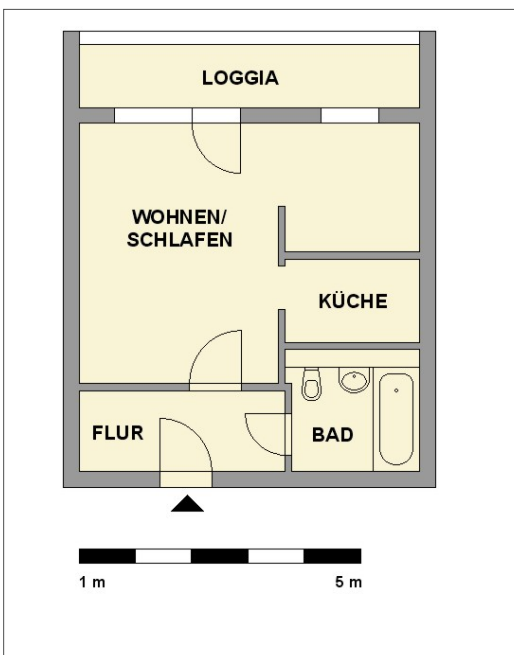 LOGGIA
WOHNEN/
SCHLAFEN
KÜCHE
FLUR
BAD
1 m
5 m